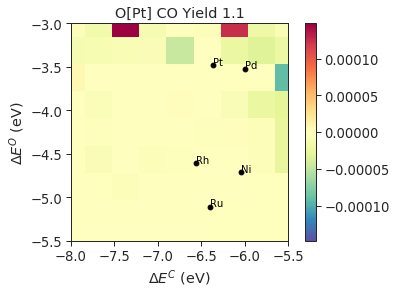 O[Pt] CO Yield 1.1
−3.0
−3.5
−4.0
−4.5
−5.0
−5.5
ΔE^O (eV)
Pt
Pd
Rh
Ni
Ru
−8.0 −7.5 −7.0 −6.5 −6.0 −5.5
ΔE^C (eV)
0.00010
0.00005
0.00000
−0.00005
−0.00010